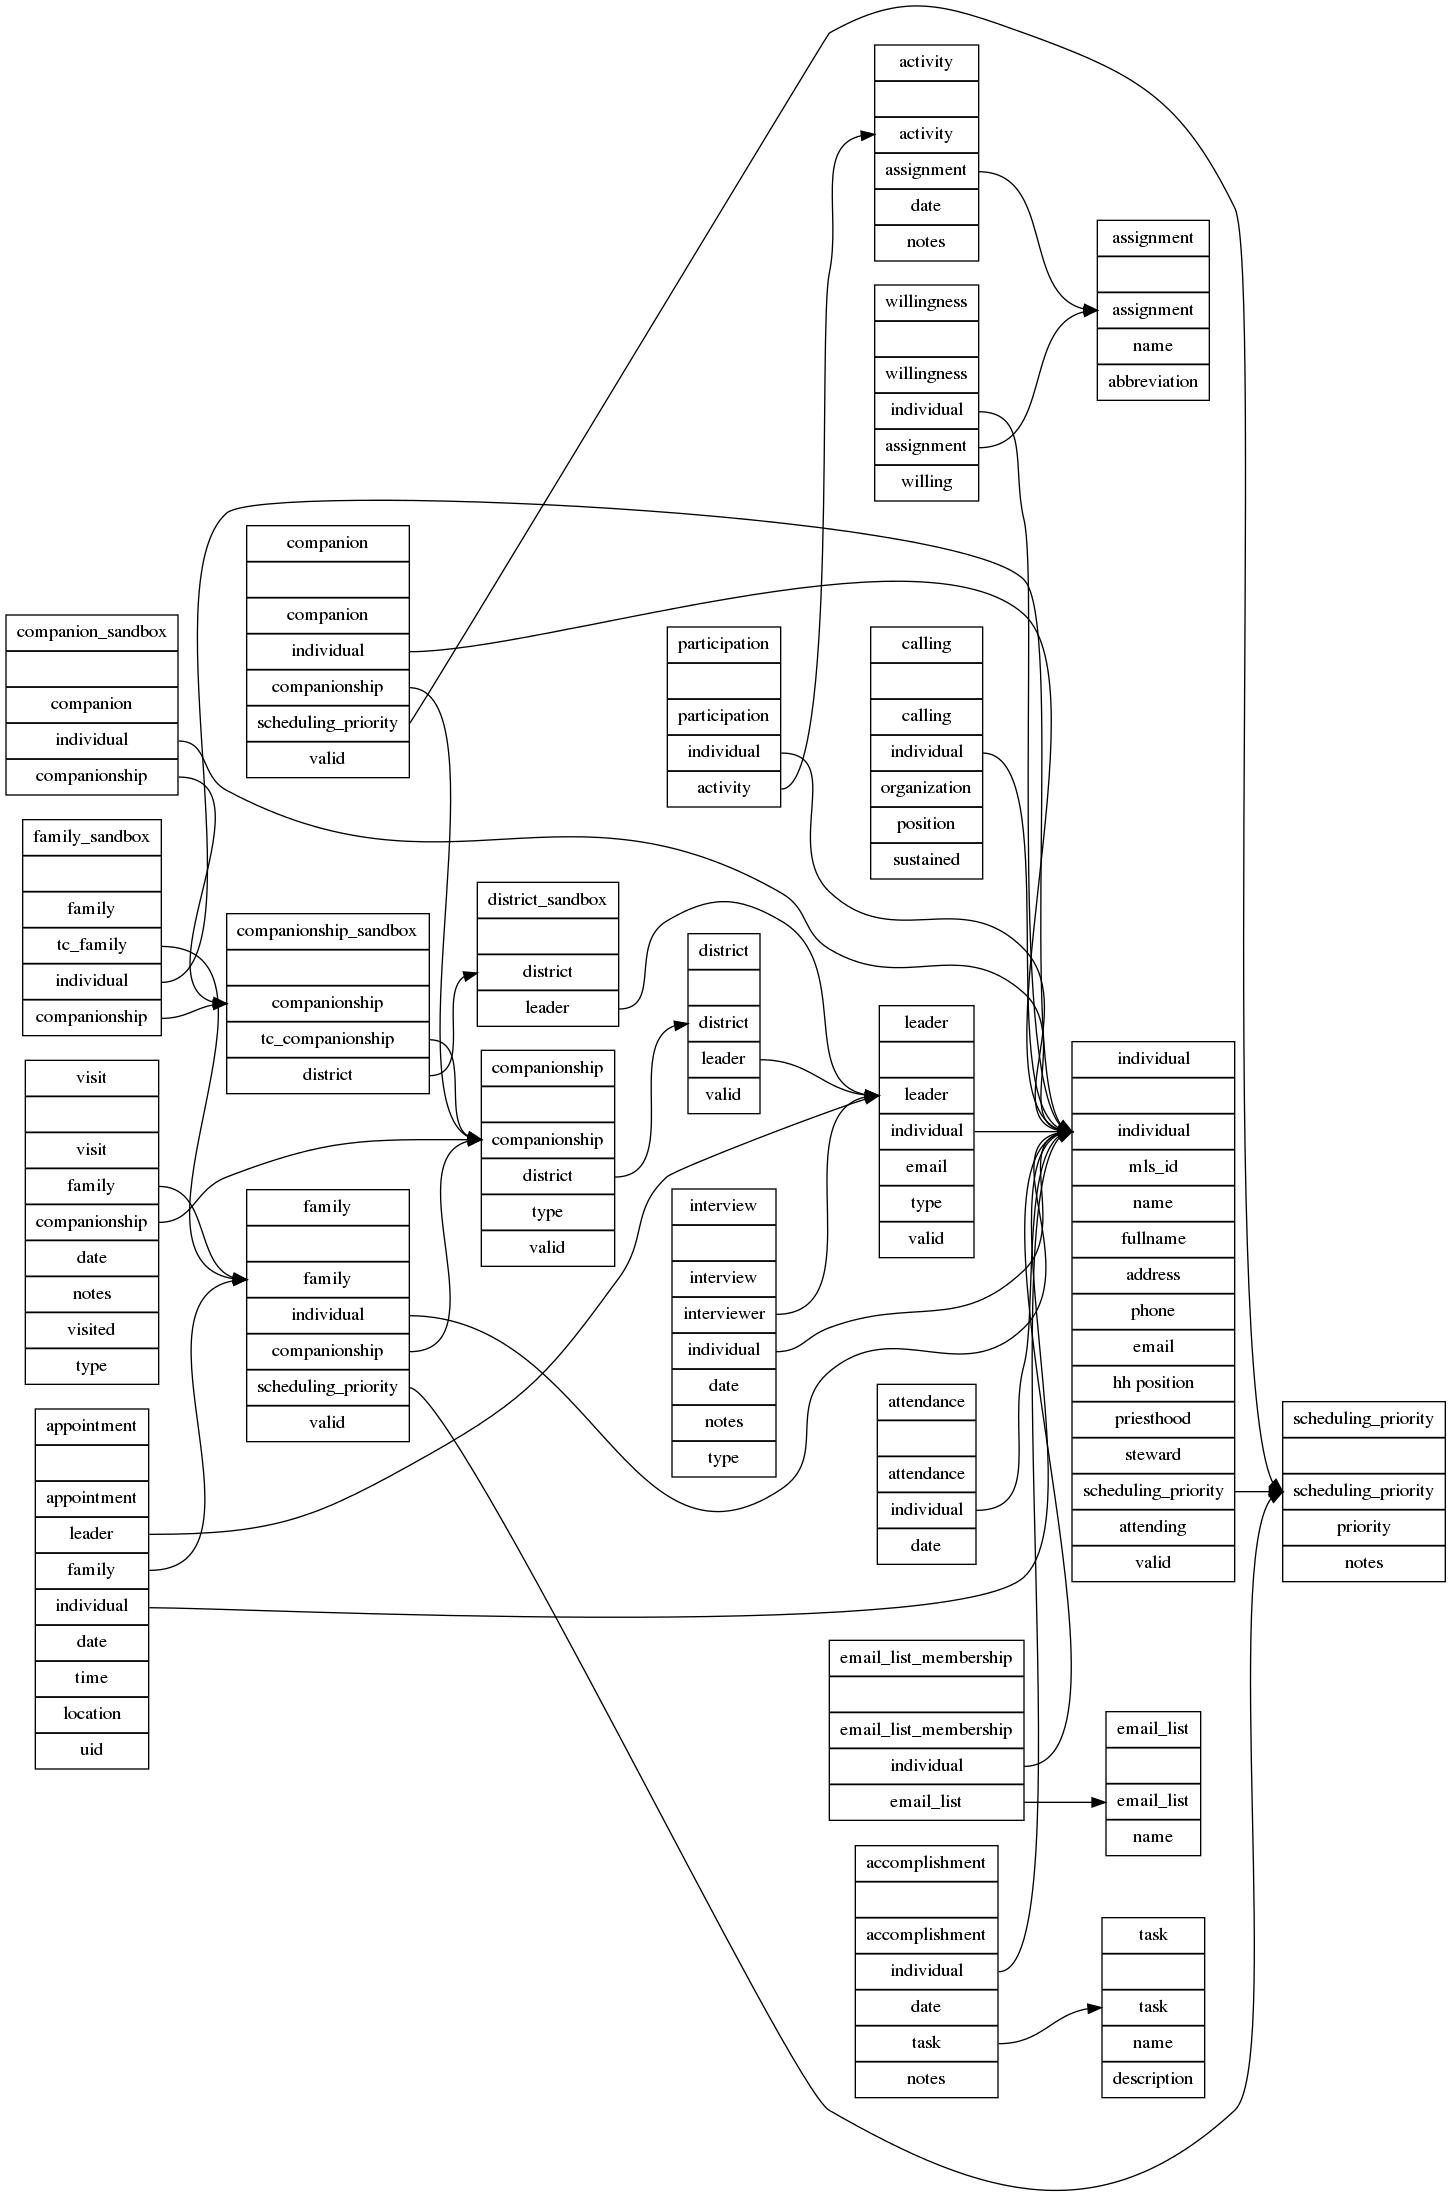 activity
activity
assignment
date
notes
assignment
assignment
name
abbreviation
willingness
willingness
individual
assignment
willing
companion
companion
individual
companionship
scheduling_priority
valid
companion_sandbox
companion
individual
companionship
participation
participation
individual
activity
calling
calling
individual
organization
position
sustained
family_sandbox
family
tc_family
individual
companionship
companionship_sandbox
companionship
tc_companionship
district
district_sandbox
district
leader
district
district
leader
valid
leader
leader
individual
email
type
valid
individual
individual
mls_id
name
fullname
address
phone
email
hh position
priesthood
steward
scheduling_priority
attending
valid
visit
visit
family
companionship
date
notes
visited
type
companionship
companionship
district
type
valid
family
family
individual
companionship
scheduling_priority
valid
interview
interview
interviewer
individual
date
notes
type
attendance
attendance
individual
date
scheduling_priority
scheduling_priority
priority
notes
appointment
appointment
leader
family
individual
date
time
location
uid
email_list_membership
email_list_membership
individual
email_list
email_list
email_list
name
accomplishment
accomplishment
individual
date
task
notes
task
task
name
description